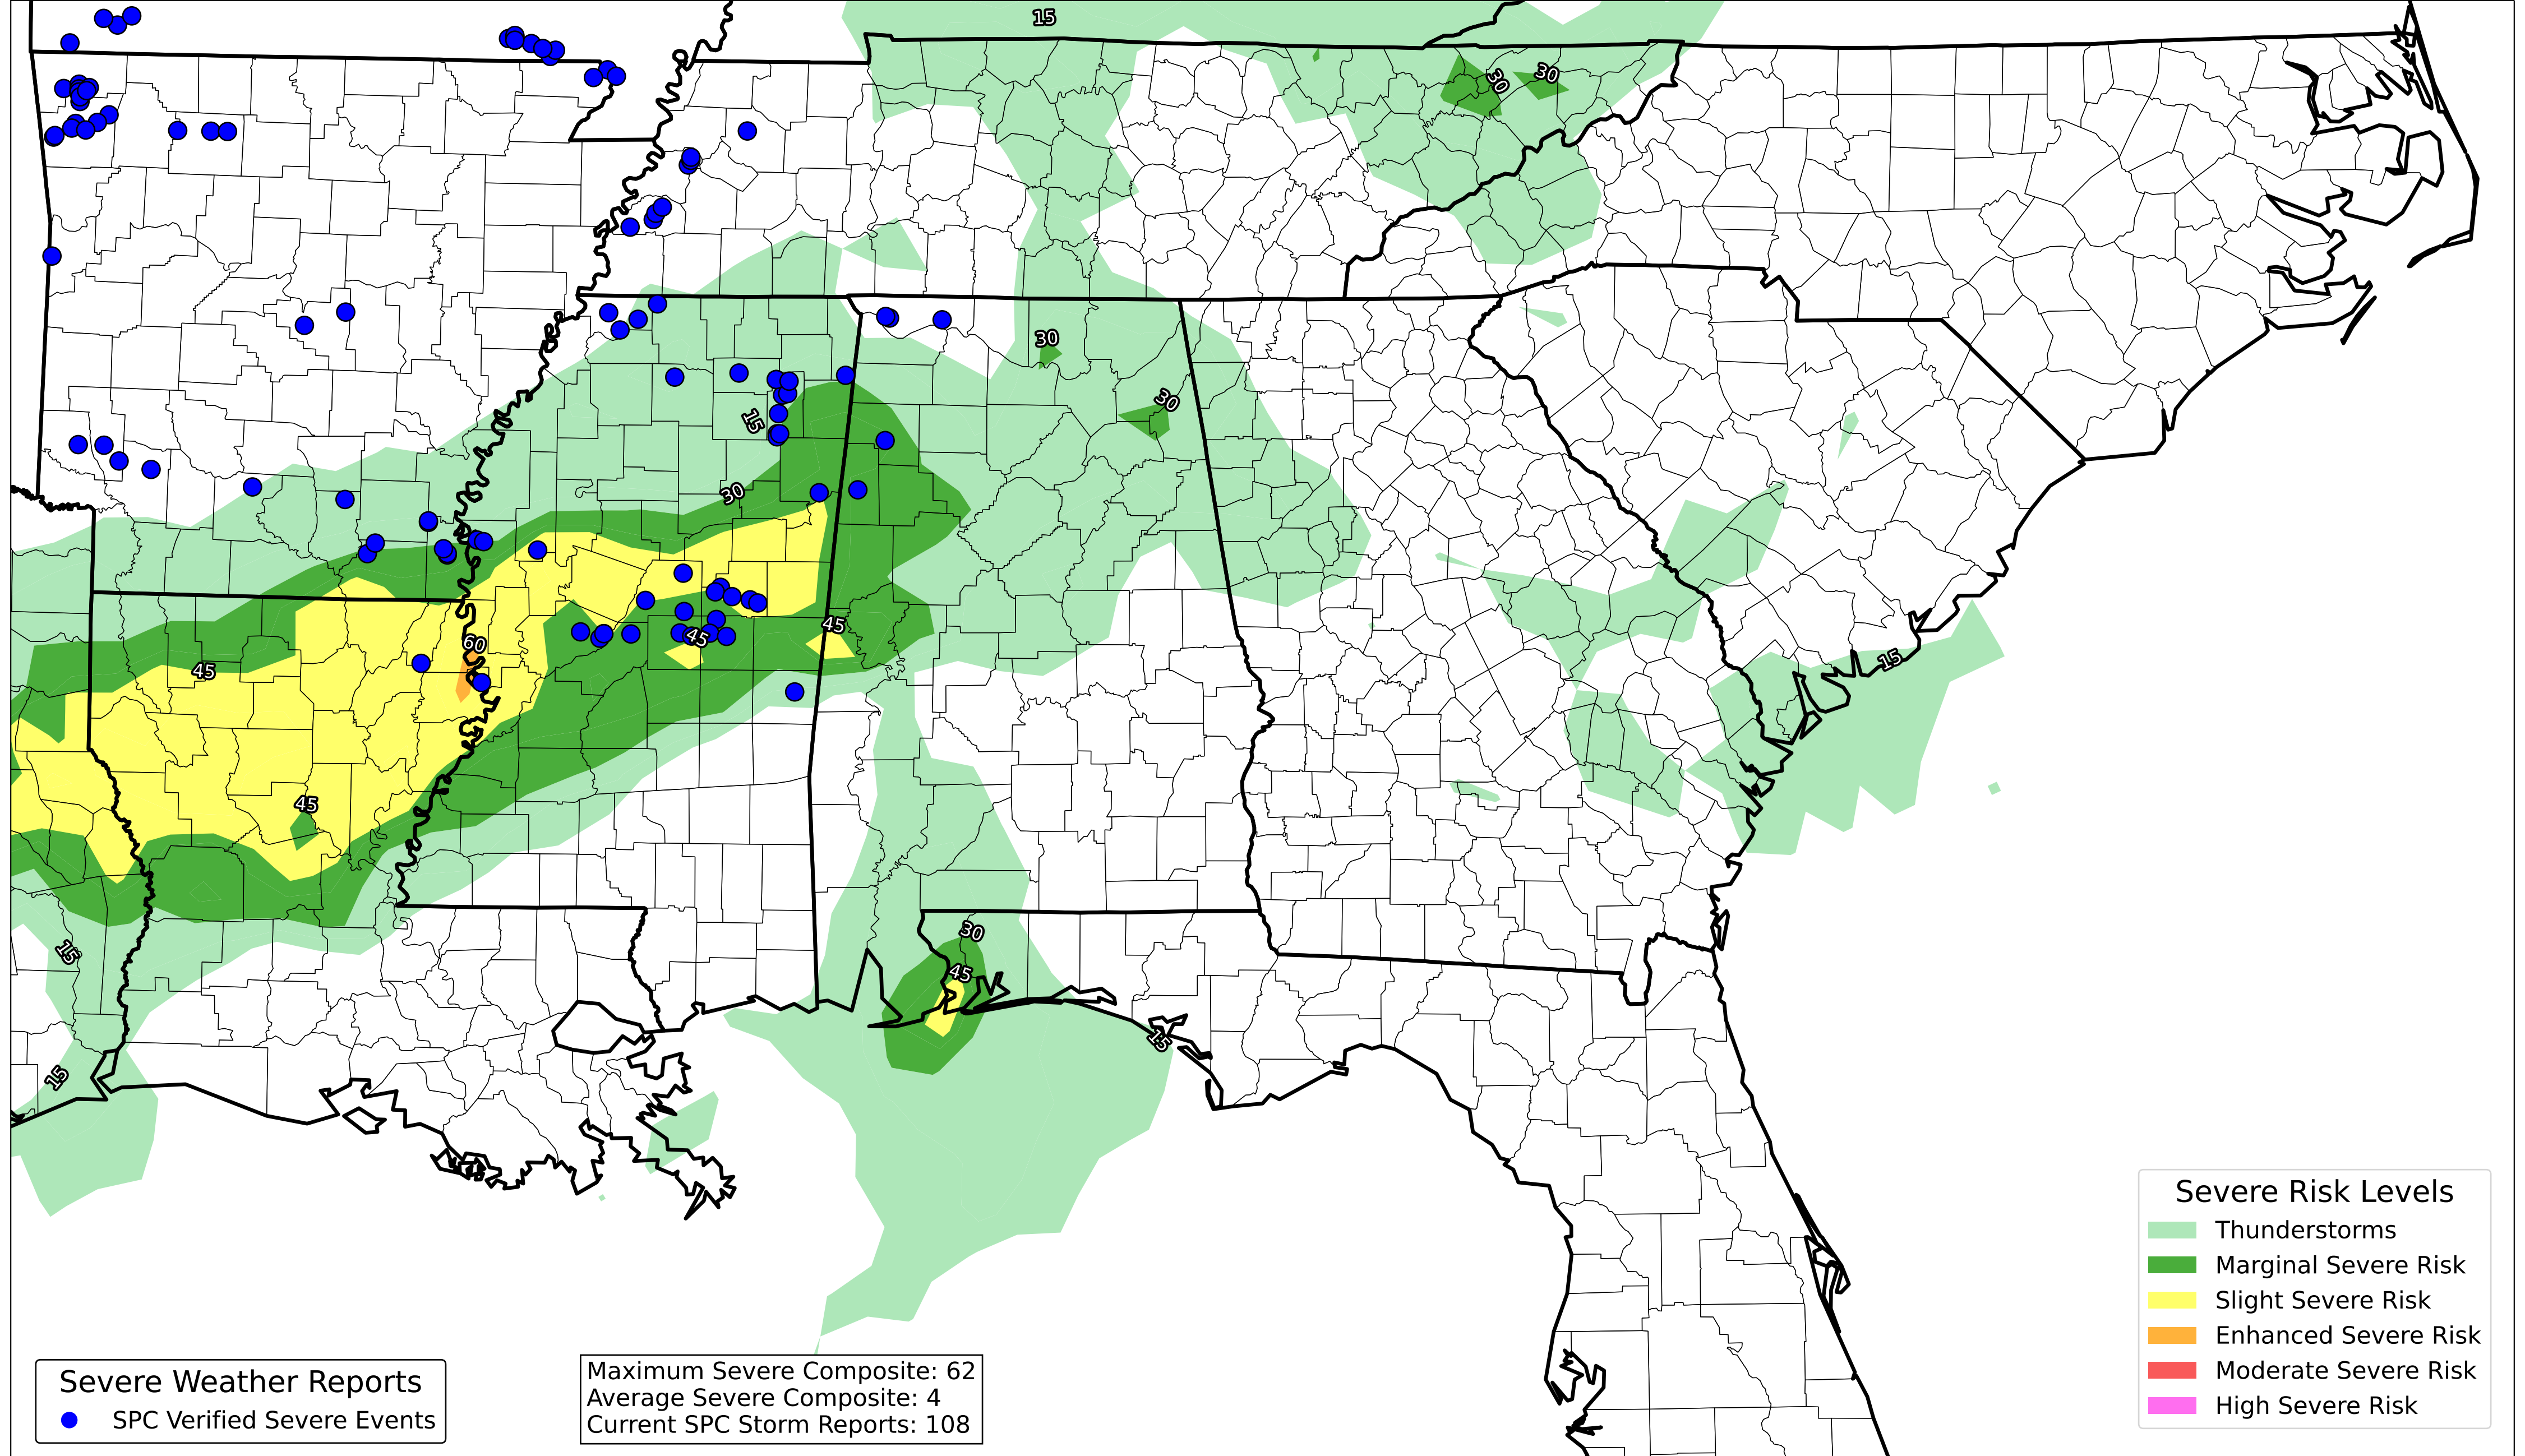 15
30
30
30
30
15
30
45
60
45
45
15
45
30
15
45
15
15
Severe Risk Levels
Thunderstorms
Marginal Severe Risk
Slight Severe Risk
Enhanced Severe Risk
Moderate Severe Risk
High Severe Risk
Severe Weather Reports
SPC Verified Severe Events
Maximum Severe Composite: 62
Average Severe Composite: 4
Current SPC Storm Reports: 108